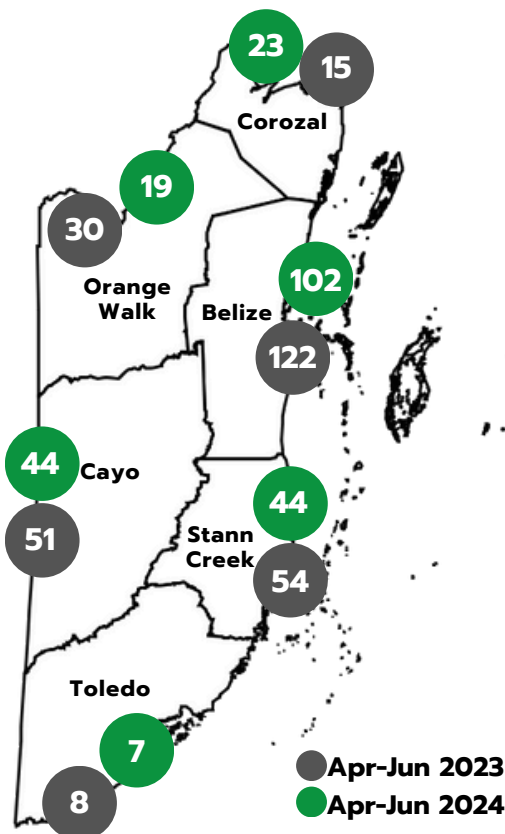 23
15
Corozal
19
30
Orange
Walk
102
Belize
122
44
Cayo
51
44
Stann
Creek
54
Toledo
7
8
Apr-Jun 2023
Apr-Jun 2024